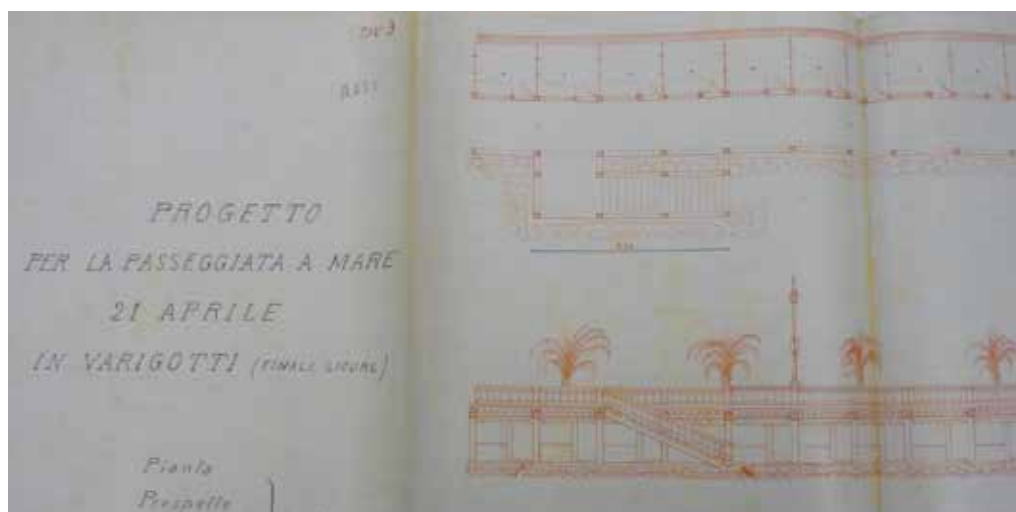 PROGETTO
PER LA PASSEGGIATA A MARE
21 APRILE
IN VARIGOTTI (FINALE LIGURE)
Pianta
Prospetto